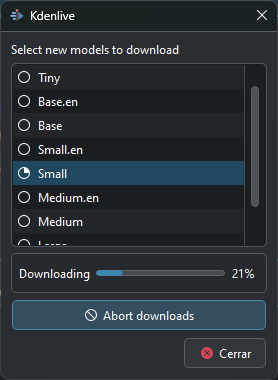 Kdenlive
Select new models to download
Tiny
Base.en
Base
Small.en
Small
Medium.en
Medium
Large
Downloading 21%
Abort downloads
Cerrar